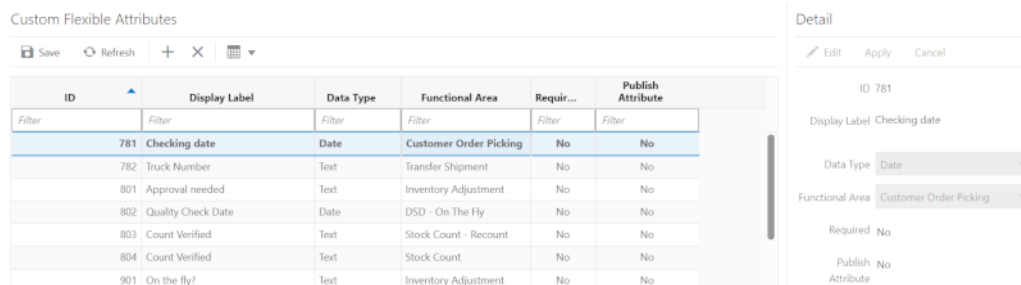 Custom Flexible Attributes
Save Refresh
ID Display Label Data Type Functional Area Requir... Publish Attribute
Filter Filter Filter Filter Filter Filter
781 Checking date Date Customer Order Picking No No
782 Truck Number Text Transfer Shipment No No
801 Approval needed Text Inventory Adjustment No No
802 Quality Check Date Date DSD - On The Fly No No
803 Count Verified Text Stock Count - Recount No No
804 Count Verified Text Stock Count No No
901 On the fly? Text Inventory Adjustment No No
Detail
Edit Apply Cancel
ID 781
Display Label Checking date
Data Type Date
Functional Area Customer Order Picking
Required No
Publish Attribute No